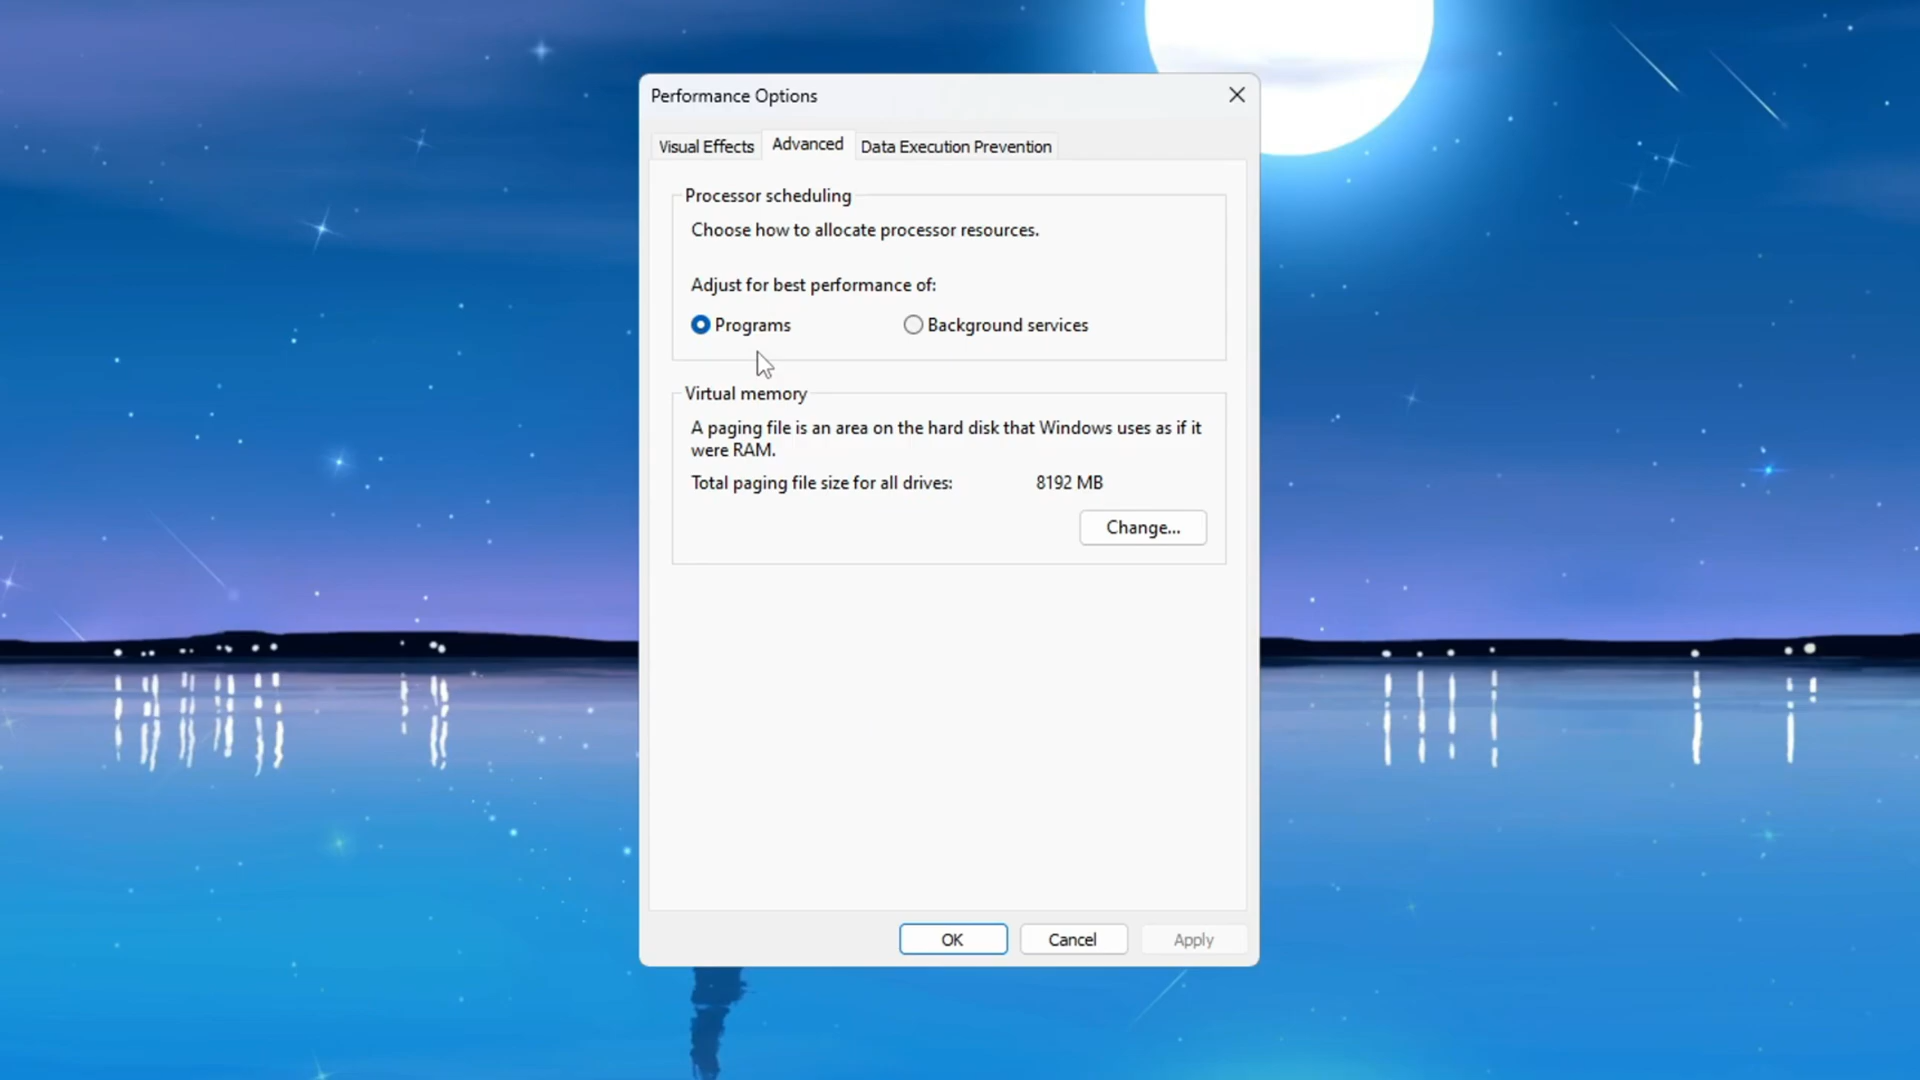 Performance Options
Visual Effects
Advanced
Data Execution Prevention
Processor scheduling
Choose how to allocate processor resources.
Adjust for best performance of:
Programs
Background services
Virtual memory
A paging file is an area on the hard disk that Windows uses as if it
were RAM.
Total paging file size for all drives: 8192 MB
Change...
OK
Cancel
Apply